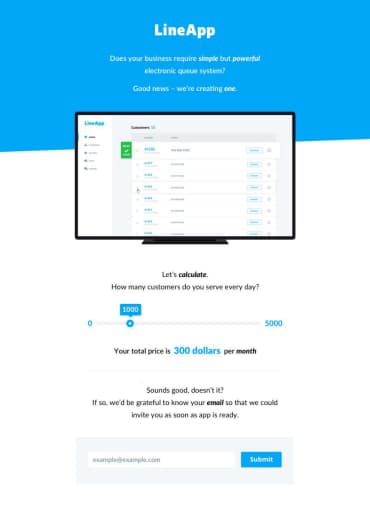 LineApp
Does your business require simple but powerful
electronic queue system?
Good news – we're creating one.
LineApp
Customers
Let's calculate.
How many customers do you serve every day?
1000
0
5000
Your total price is 300 dollars per month
Sounds good, doesn't it?
If so, we'd be grateful to know your email so that we could
invite you as soon as app is ready.
example@example.com
Submit